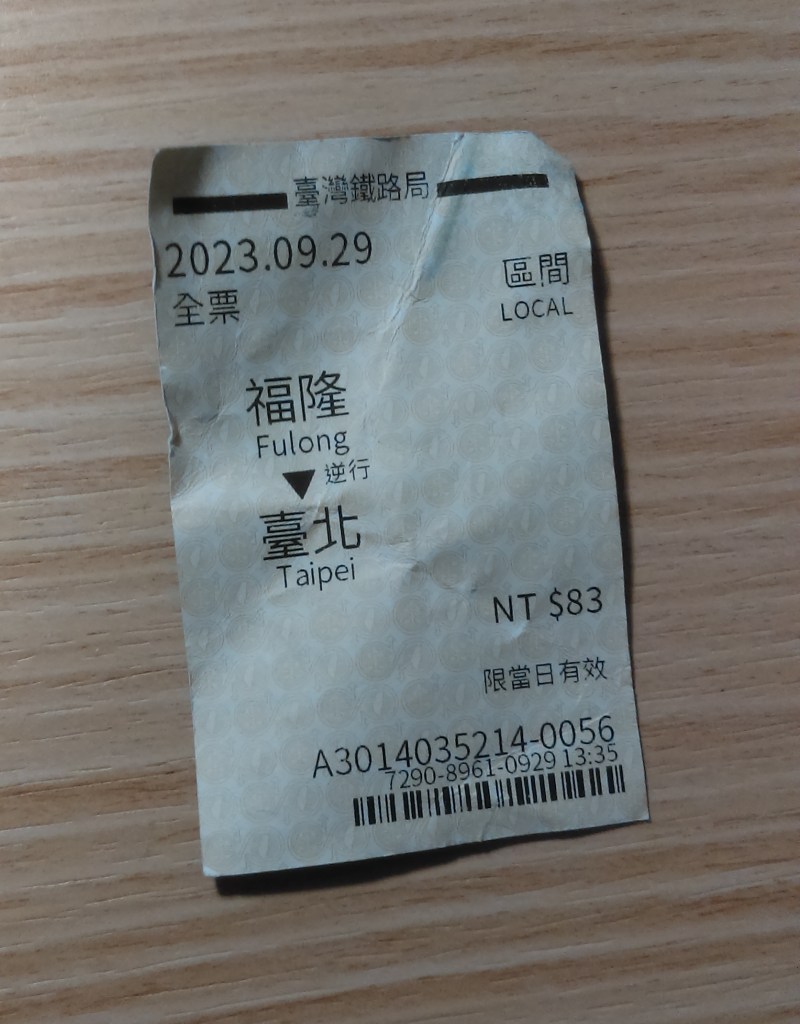 臺灣鐵路局
2023.09.29
區間
全票
LOCAL
福隆
Fulong
逆行
臺北
Taipei
NT $83
限當日有效
A3014035214-0056
7290-8961-0929 13:35